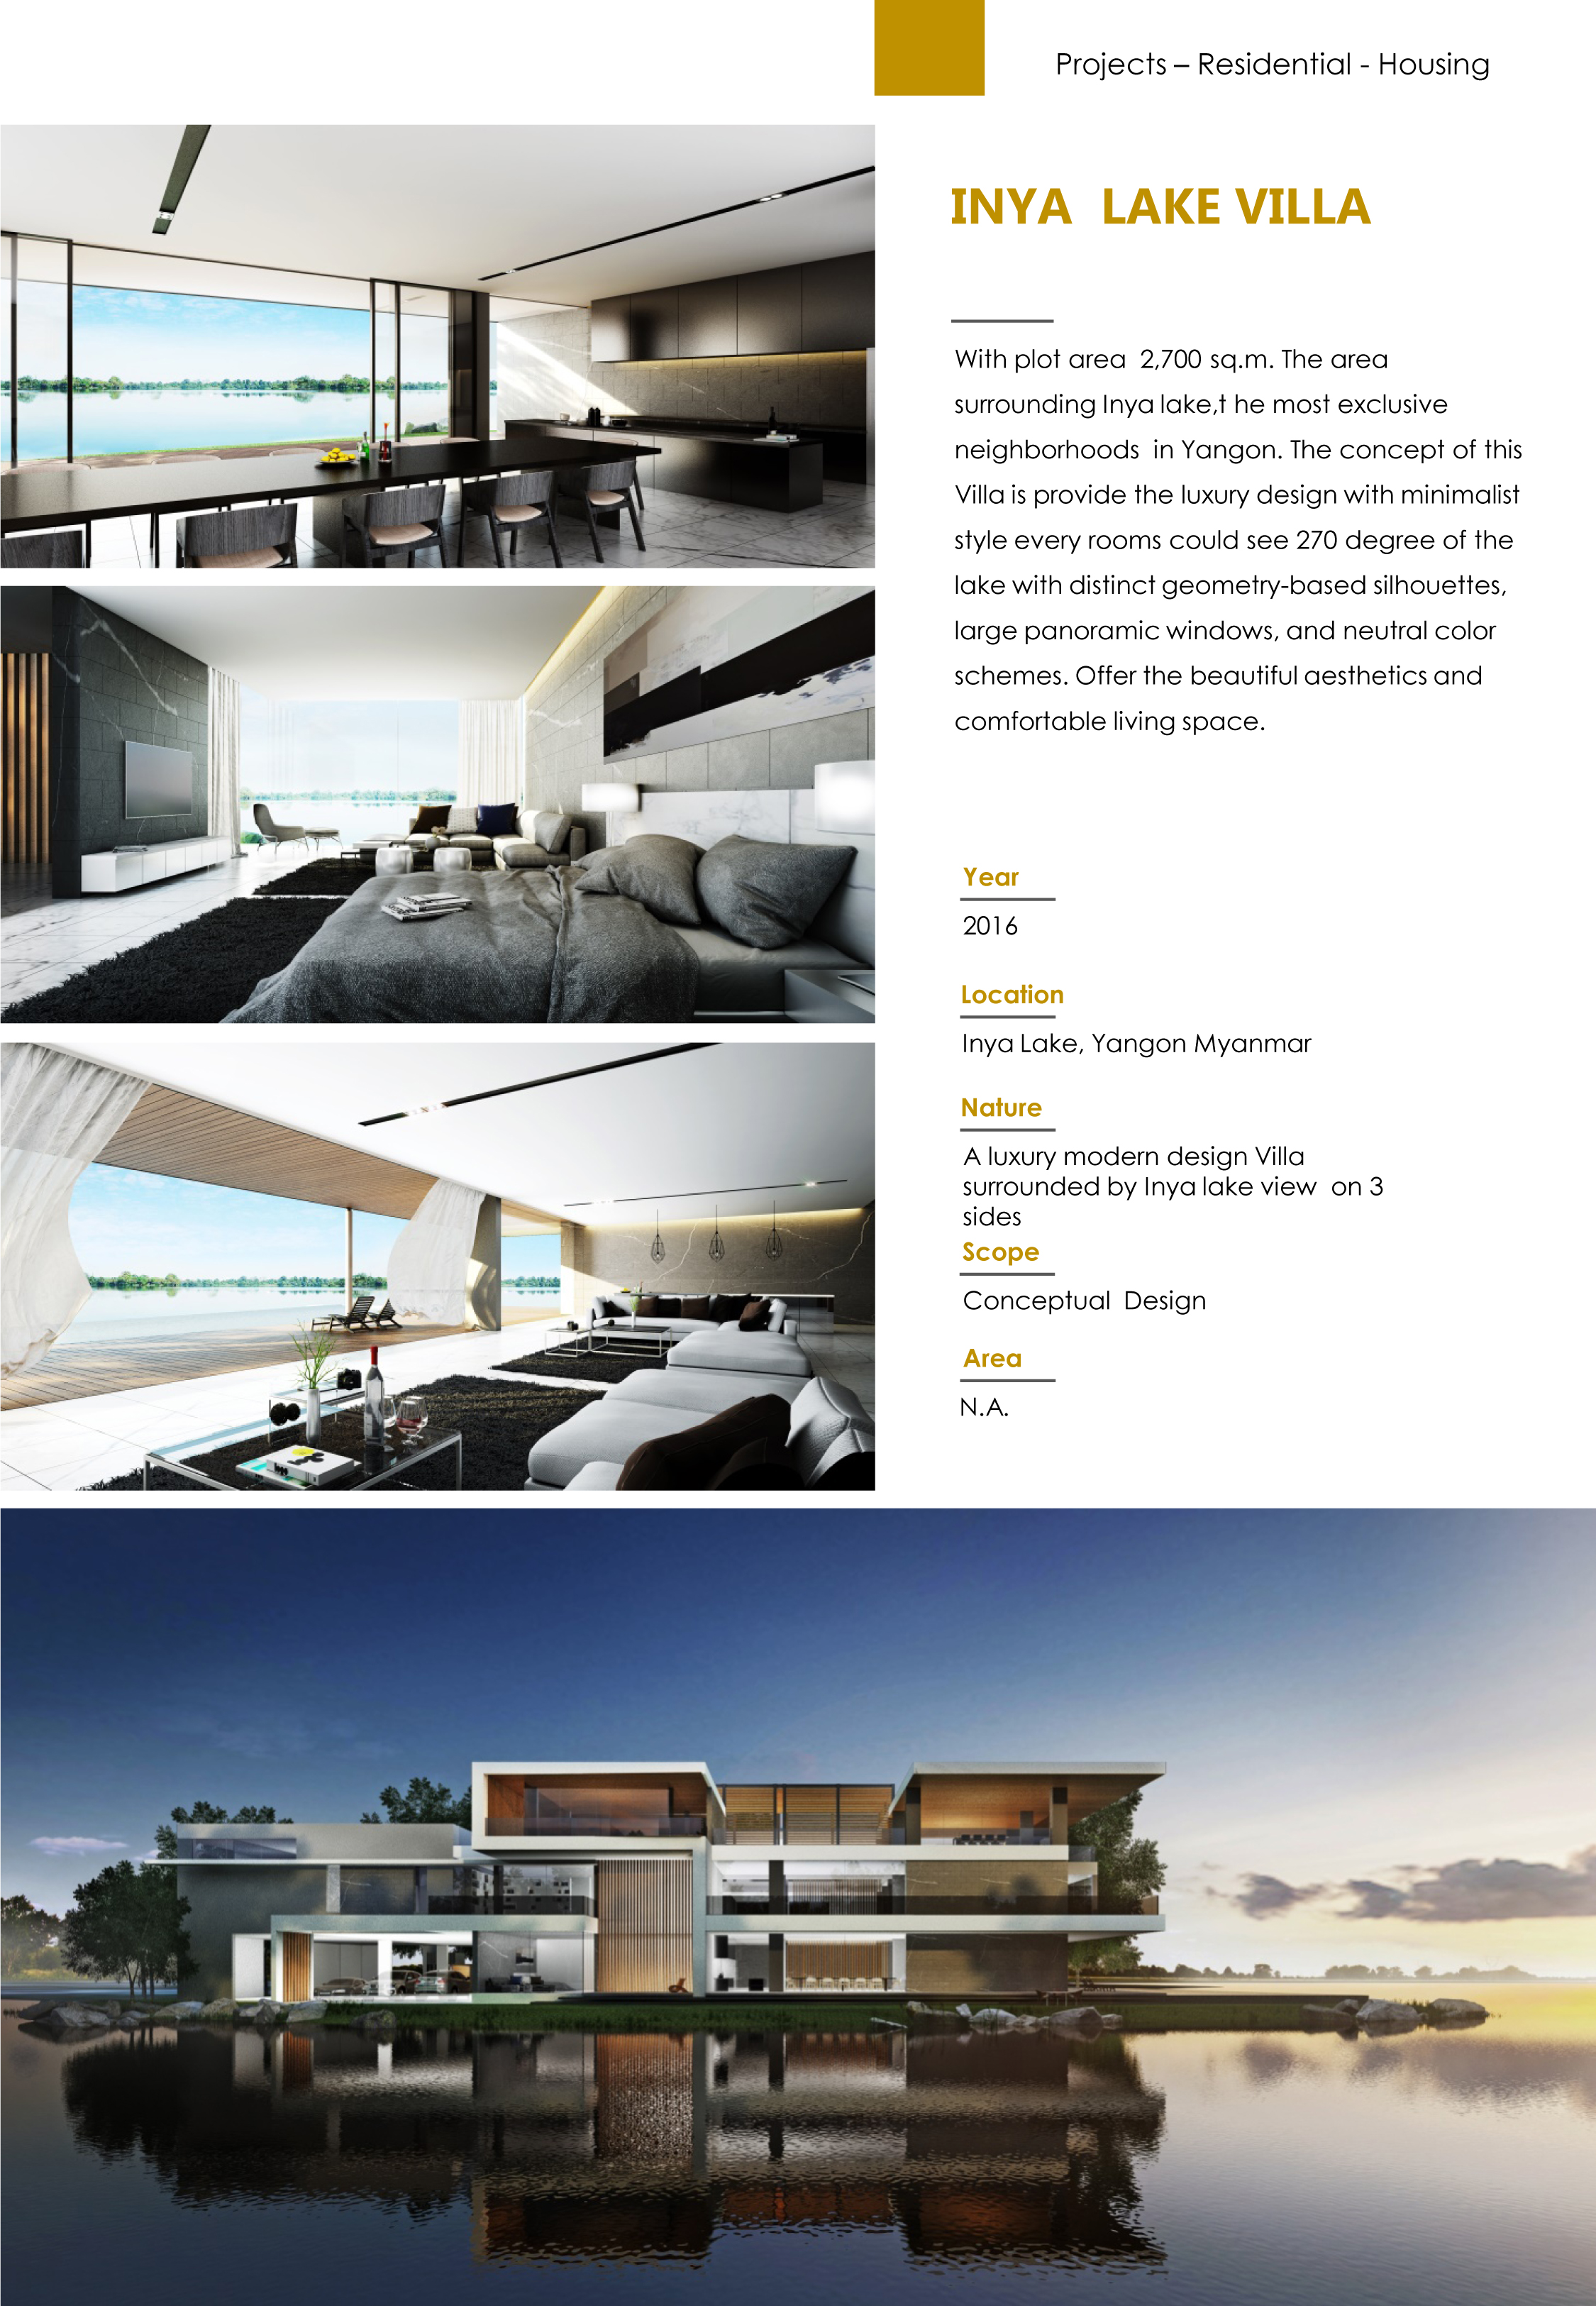 Projects – Residential - Housing
INYA LAKE VILLA
With plot area 2,700 sq.m. The area
surrounding Inya lake,t he most exclusive
neighborhoods in Yangon. The concept of this
Villa is provide the luxury design with minimalist
style every rooms could see 270 degree of the
lake with distinct geometry-based silhouettes,
large panoramic windows, and neutral color
schemes. Offer the beautiful aesthetics and
comfortable living space.
Year
2016
Location
Inya Lake, Yangon Myanmar
Nature
A luxury modern design Villa
surrounded by Inya lake view on 3
sides
Scope
Conceptual Design
Area
N.A.